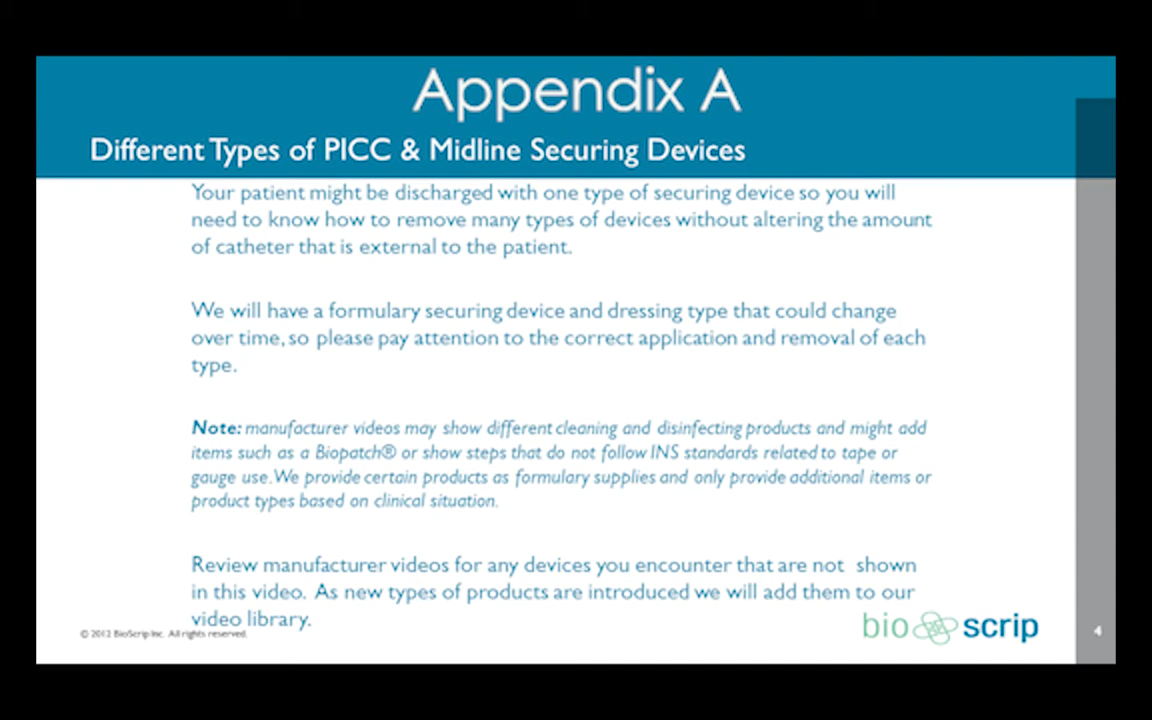 Appendix A
Different Types of PICC & Midline Securing Devices
Your patient might be discharged with one type of securing device so you will
need to know how to remove many types of devices without altering the amount
of catheter that is external to the patient.
We will have a formulary securing device and dressing type that could change
over time, so please pay attention to the correct application and removal of each
type.
Note: manufacturer videos may show different cleaning and disinfecting products and might add
items such as a Biopatch® or show steps that do not follow INS standards related to tape or
gauge use. We provide certain products as formulary supplies and only provide additional items or
product types based on clinical situation.
Review manufacturer videos for any devices you encounter that are not shown
in this video. As new types of products are introduced we will add them to our
video library.
© 2012 BioScrip Inc. All rights reserved.
bio scrip
4